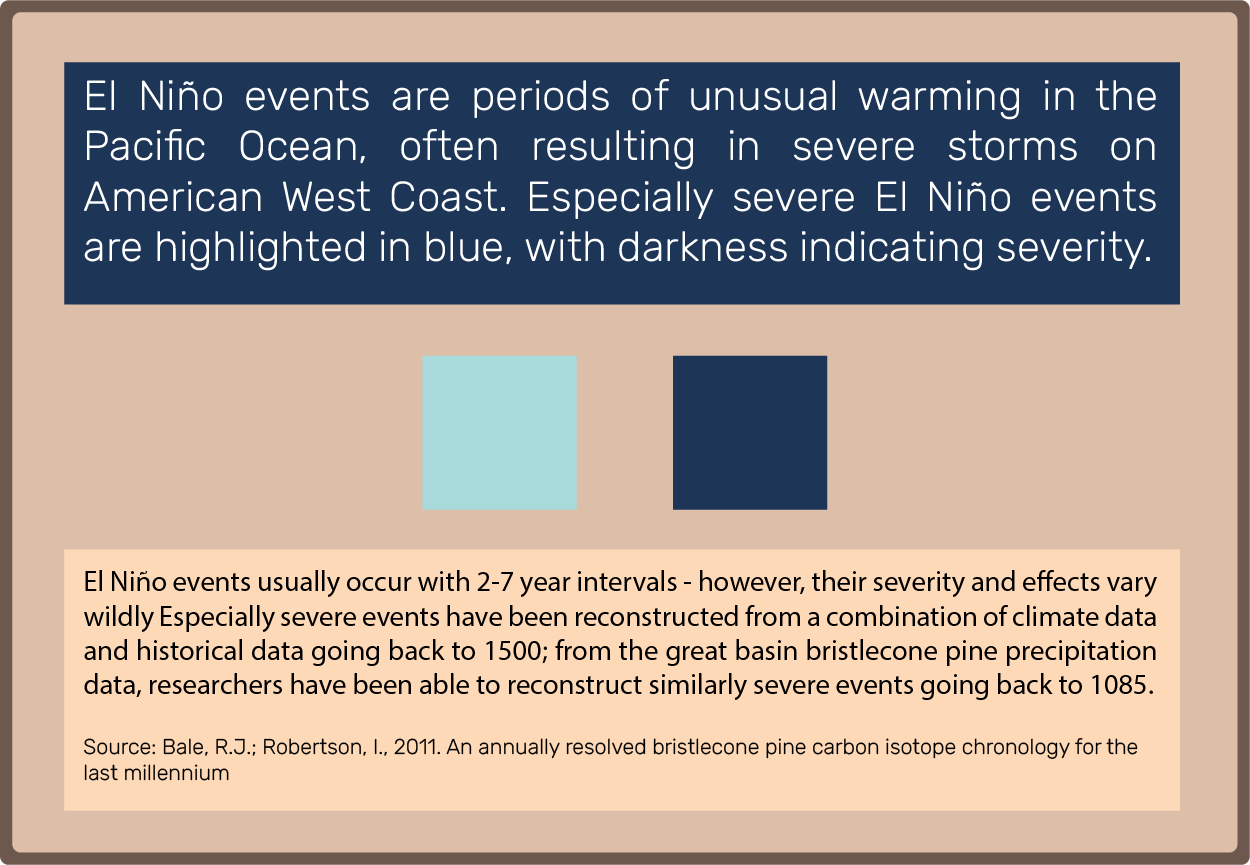 El Niño events are periods of unusual warming in the
Pacific Ocean, often resulting in severe storms on
American West Coast. Especially severe El Niño events
are highlighted in blue, with darkness indicating severity.
El Niño events usually occur with 2-7 year intervals - however, their severity and effects vary
wildly Especially severe events have been reconstructed from a combination of climate data
and historical data going back to 1500; from the great basin bristlecone pine precipitation
data, researchers have been able to reconstruct similarly severe events going back to 1085.
Source: Bale, R.J.; Robertson, I., 2011. An annually resolved bristlecone pine carbon isotope chronology for the
last millennium